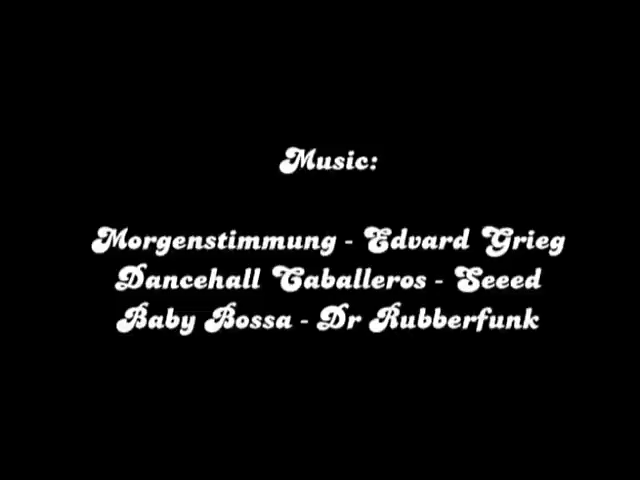 Music:
Morgenstimmung - Edvard Grieg
Dancehall Caballeros - Seeed
Baby Bossa - Dr Rubberfunk